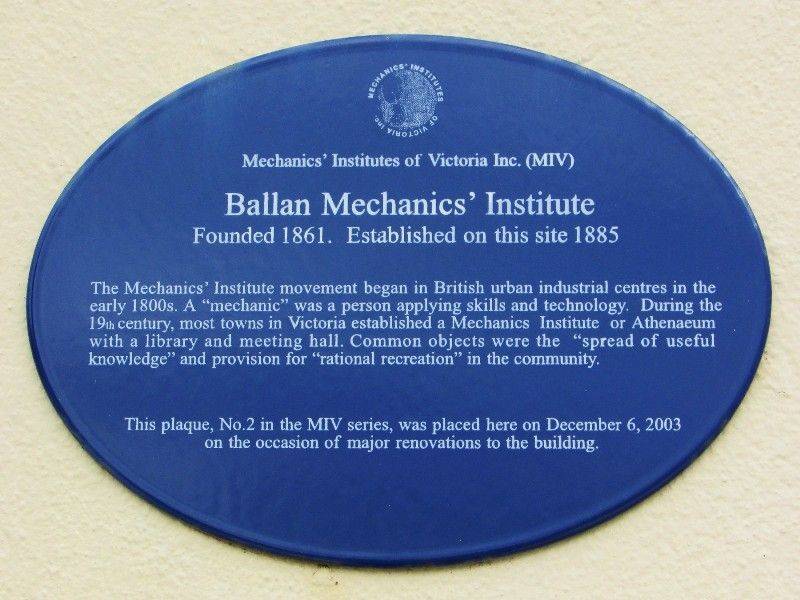 MECHANICS' INSTITUTES OF VICTORIA INC.
Mechanics' Institutes of Victoria Inc. (MIV)
Ballan Mechanics' Institute
Founded 1861. Established on this site 1885
The Mechanics' Institute movement began in British urban industrial centres in the
early 1800s. A “mechanic” was a person applying skills and technology. During the
19th century, most towns in Victoria established a Mechanics Institute or Athenaeum
with a library and meeting hall. Common objects were the “spread of useful
knowledge” and provision for “rational recreation” in the community.
This plaque, No.2 in the MIV series, was placed here on December 6, 2003
on the occasion of major renovations to the building.